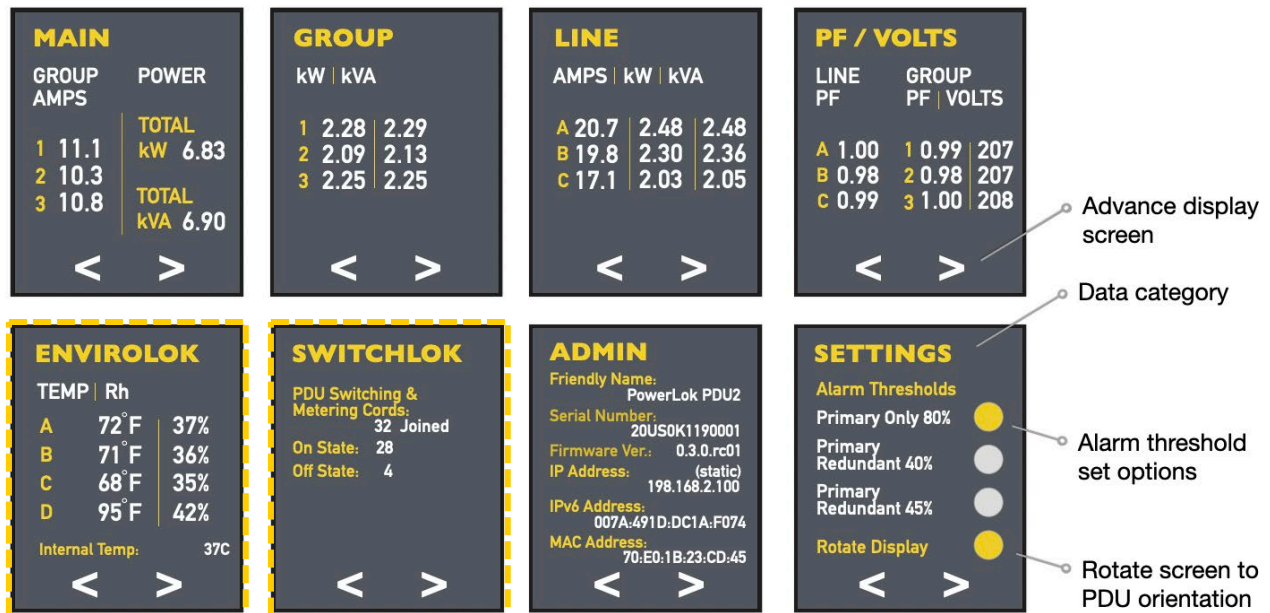 MAIN
GROUP AMPS POWER
1 11.1
2 10.3
3 10.8
TOTAL
kW 6.83
TOTAL
kVA 6.90
< >
GROUP
kW | kVA
1 2.28 | 2.29
2 2.09 | 2.13
3 2.25 | 2.25
< >
LINE
AMPS | kW | kVA
A 20.7 | 2.48 | 2.48
B 19.8 | 2.30 | 2.36
C 17.1 | 2.03 | 2.05
< >
PF / VOLTS
LINE GROUP
PF PF | VOLTS
A 1.00 1 0.99 | 207
B 0.98 2 0.98 | 207
C 0.99 3 1.00 | 208
< >
Advance display
screen
Data category
ENVIROLOK
TEMP | Rh
A 72°F 37%
B 71°F 36%
C 68°F 35%
D 95°F 42%
Internal Temp: 37C
< >
SWITCHLOK
PDU Switching &
Metering Cords:
32 Joined
On State: 28
Off State: 4
< >
ADMIN
Friendly Name:
PowerLok PDU2
Serial Number:
20US0K1190001
Firmware Ver.: 0.3.0.rc01
IP Address: (static)
198.168.2.100
IPv6 Address:
007A:491D:DC1A:F074
MAC Address:
70:E0:1B:23:CD:45
< >
SETTINGS
Alarm Thresholds
Primary Only 80%
Primary
Redundant 40%
Primary
Redundant 45%
Rotate Display
< >
Alarm threshold
set options
Rotate screen to
PDU orientation